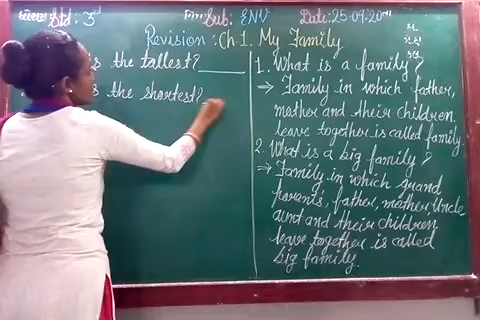 Std: 3rd
Sub: ENV
Date: 25-09-20
Revision : Ch-1. My Family
is the tallest?
s the shortest?
1. What is a family?
⇒ Family in which father,
mother and their children
leave together is called family.
2. What is a big family?
⇒ Family in which grand
parents, father, mother, Uncle
aunt and their children
leave together is called
big family.